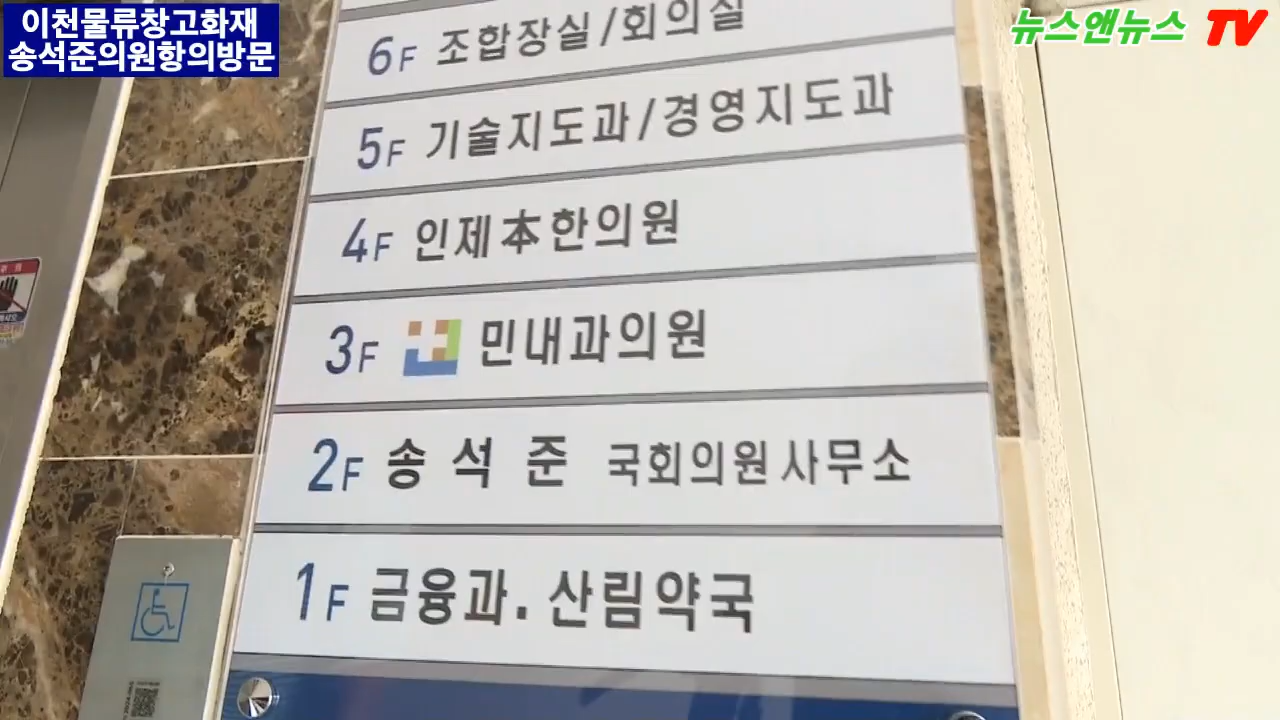 이천물류창고화재
송석준의원항의방문
뉴스앤뉴스 TV
6F 조합장실/회의실
5F 기술지도과/경영지도과
4F 인제本한의원
3F 민내과의원
2F 송석준 국회의원 사무소
1F 금융과. 산림약국